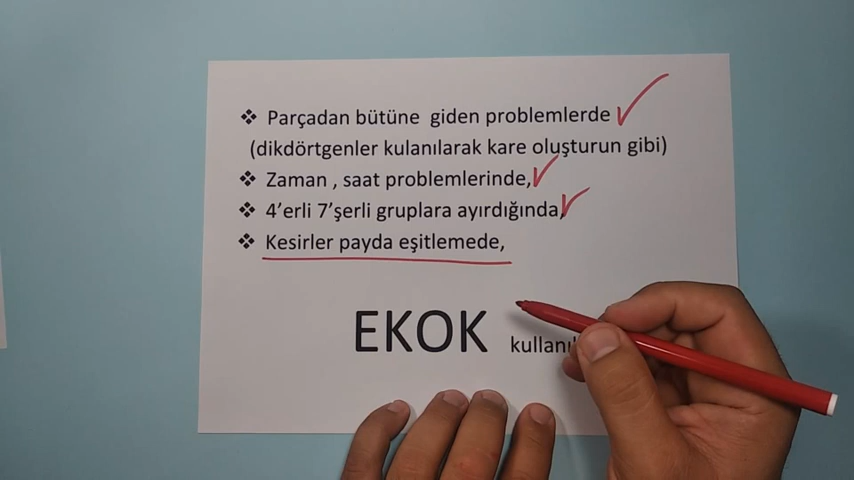 ❖ Parçadan bütüne giden problemlerde
(dikdörtgenler kulanılarak kare oluşturun gibi)
❖ Zaman , saat problemlerinde,
❖ 4’erli 7’şerli gruplara ayırdığında,
❖ Kesirler payda eşitlemede,
EKOK